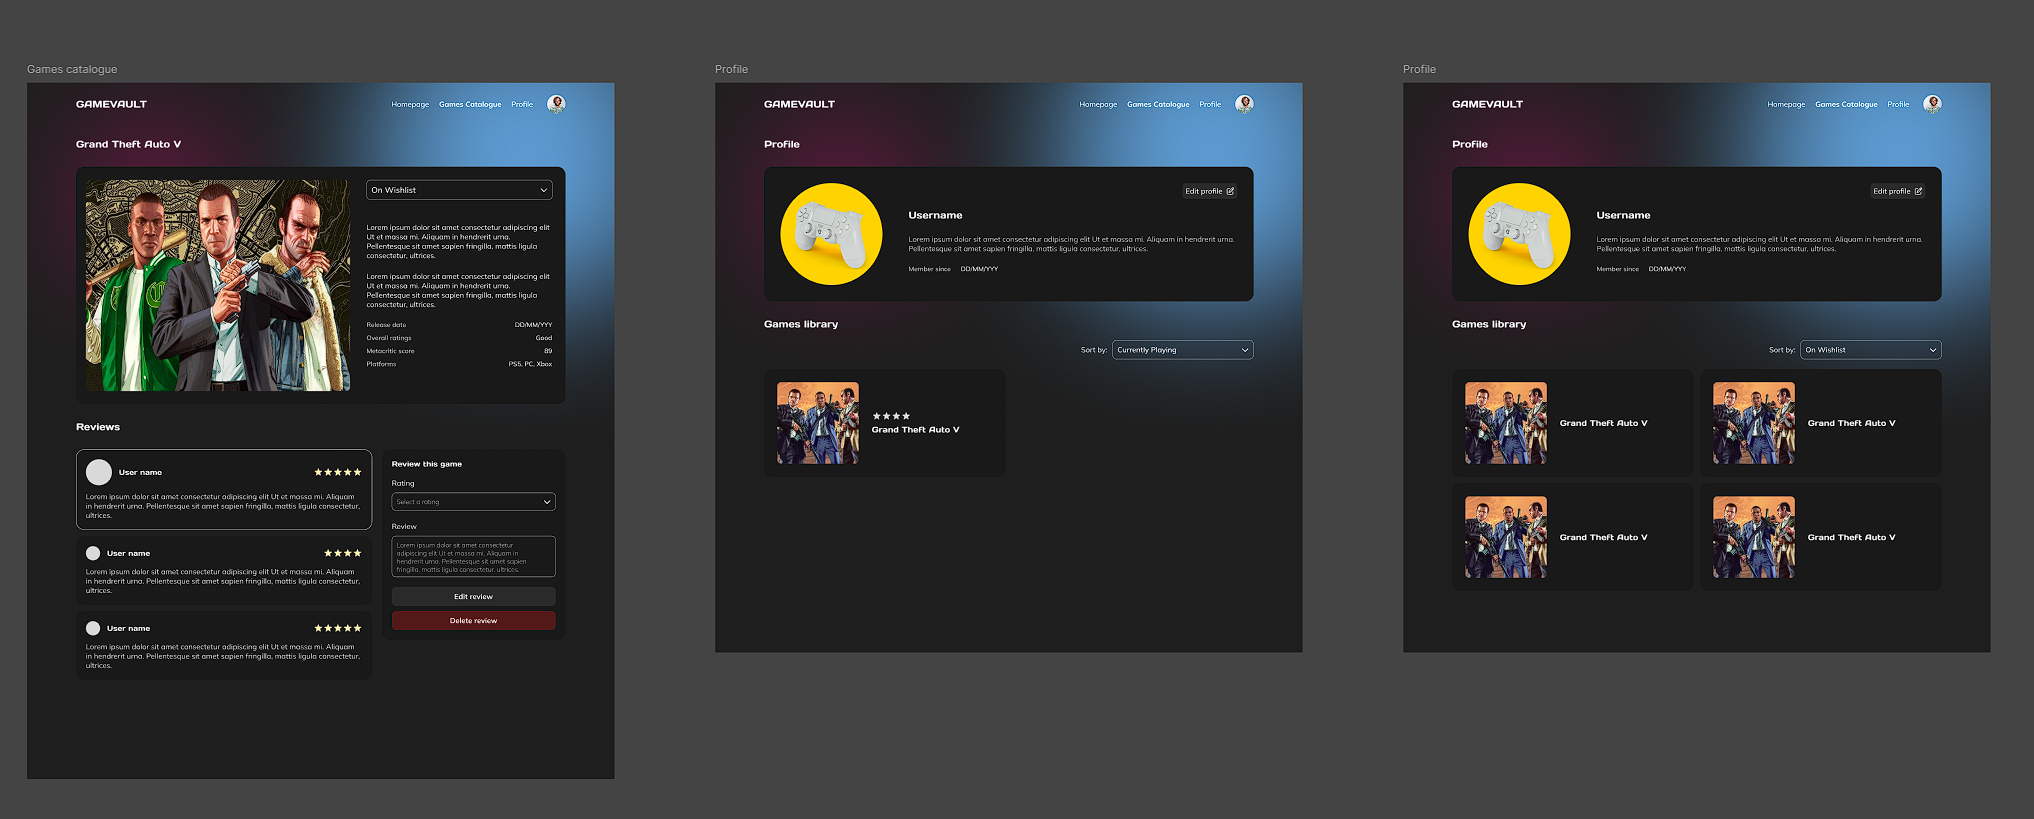 Games catalogue
GAMEVAULT
Homepage Games Catalogue Profile
Grand Theft Auto V
On Wishlist
Lorem ipsum dolor sit amet consectetur adipiscing elit
Ut et massa mi. Aliquam in hendrerit urna.
Pellentesque sit amet sapien fringilla, mattis ligula
consectetur, ultrices.
Lorem ipsum dolor sit amet consectetur adipiscing elit
Ut et massa mi. Aliquam in hendrerit urna.
Pellentesque sit amet sapien fringilla, mattis ligula
consectetur, ultrices.
Release date DD/MM/YYY
Overall ratings Good
Metacritic score 89
Platforms PS5, PC, Xbox
Reviews
User name
Lorem ipsum dolor sit amet consectetur adipiscing elit Ut et massa mi. Aliquam
in hendrerit urna. Pellentesque sit amet sapien fringilla, mattis ligula consectetur,
ultrices.
User name
Lorem ipsum dolor sit amet consectetur adipiscing elit Ut et massa mi. Aliquam
in hendrerit urna. Pellentesque sit amet sapien fringilla, mattis ligula consectetur,
ultrices.
User name
Lorem ipsum dolor sit amet consectetur adipiscing elit Ut et massa mi. Aliquam
in hendrerit urna. Pellentesque sit amet sapien fringilla, mattis ligula consectetur,
ultrices.
Review this game
Rating
Select a rating
Review
Lorem ipsum dolor sit amet consectetur
adipiscing elit Ut et massa mi. Aliquam in
hendrerit urna. Pellentesque sit amet sapien
fringilla, mattis ligula consectetur, ultrices.
Edit review
Delete review
Profile
GAMEVAULT
Homepage Games Catalogue Profile
Profile
Edit profile
Username
Lorem ipsum dolor sit amet consectetur adipiscing elit Ut et massa mi. Aliquam in hendrerit urna.
Pellentesque sit amet sapien fringilla, mattis ligula consectetur, ultrices.
Member since DD/MM/YYY
Games library
Sort by: Currently Playing
Grand Theft Auto V
Profile
GAMEVAULT
Homepage Games Catalogue Profile
Profile
Edit profile
Username
Lorem ipsum dolor sit amet consectetur adipiscing elit Ut et massa mi. Aliquam in hendrerit urna.
Pellentesque sit amet sapien fringilla, mattis ligula consectetur, ultrices.
Member since DD/MM/YYY
Games library
Sort by: On Wishlist
Grand Theft Auto V
Grand Theft Auto V
Grand Theft Auto V
Grand Theft Auto V